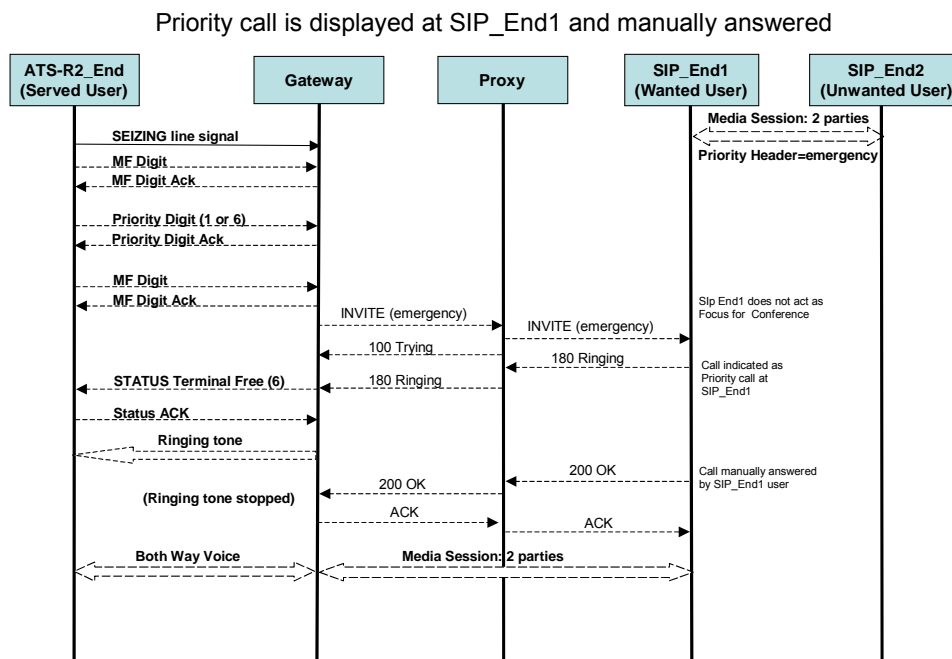 Priority call is displayed at SIP_End1 and manually answered
ATS-R2_End
(Served User)
Gateway
Proxy
SIP_End1
(Wanted User)
SIP_End2
(Unwanted User)
Media Session: 2 parties
SEIZING line signal
Priority Header=emergency
MF Digit
MF Digit Ack
Priority Digit (1 or 6)
Priority Digit Ack
MF Digit
MF Digit Ack
SIp End1 does not act as
Focus for Conference
INVITE (emergency)
INVITE (emergency)
100 Trying
180 Ringing
Call indicated as
Priority call at
SIP_End1
STATUS Terminal Free (6)
180 Ringing
Status ACK
Ringing tone
200 OK
Call manually answered
by SIP_End1 user
200 OK
(Ringing tone stopped)
ACK
ACK
Both Way Voice
Media Session: 2 parties